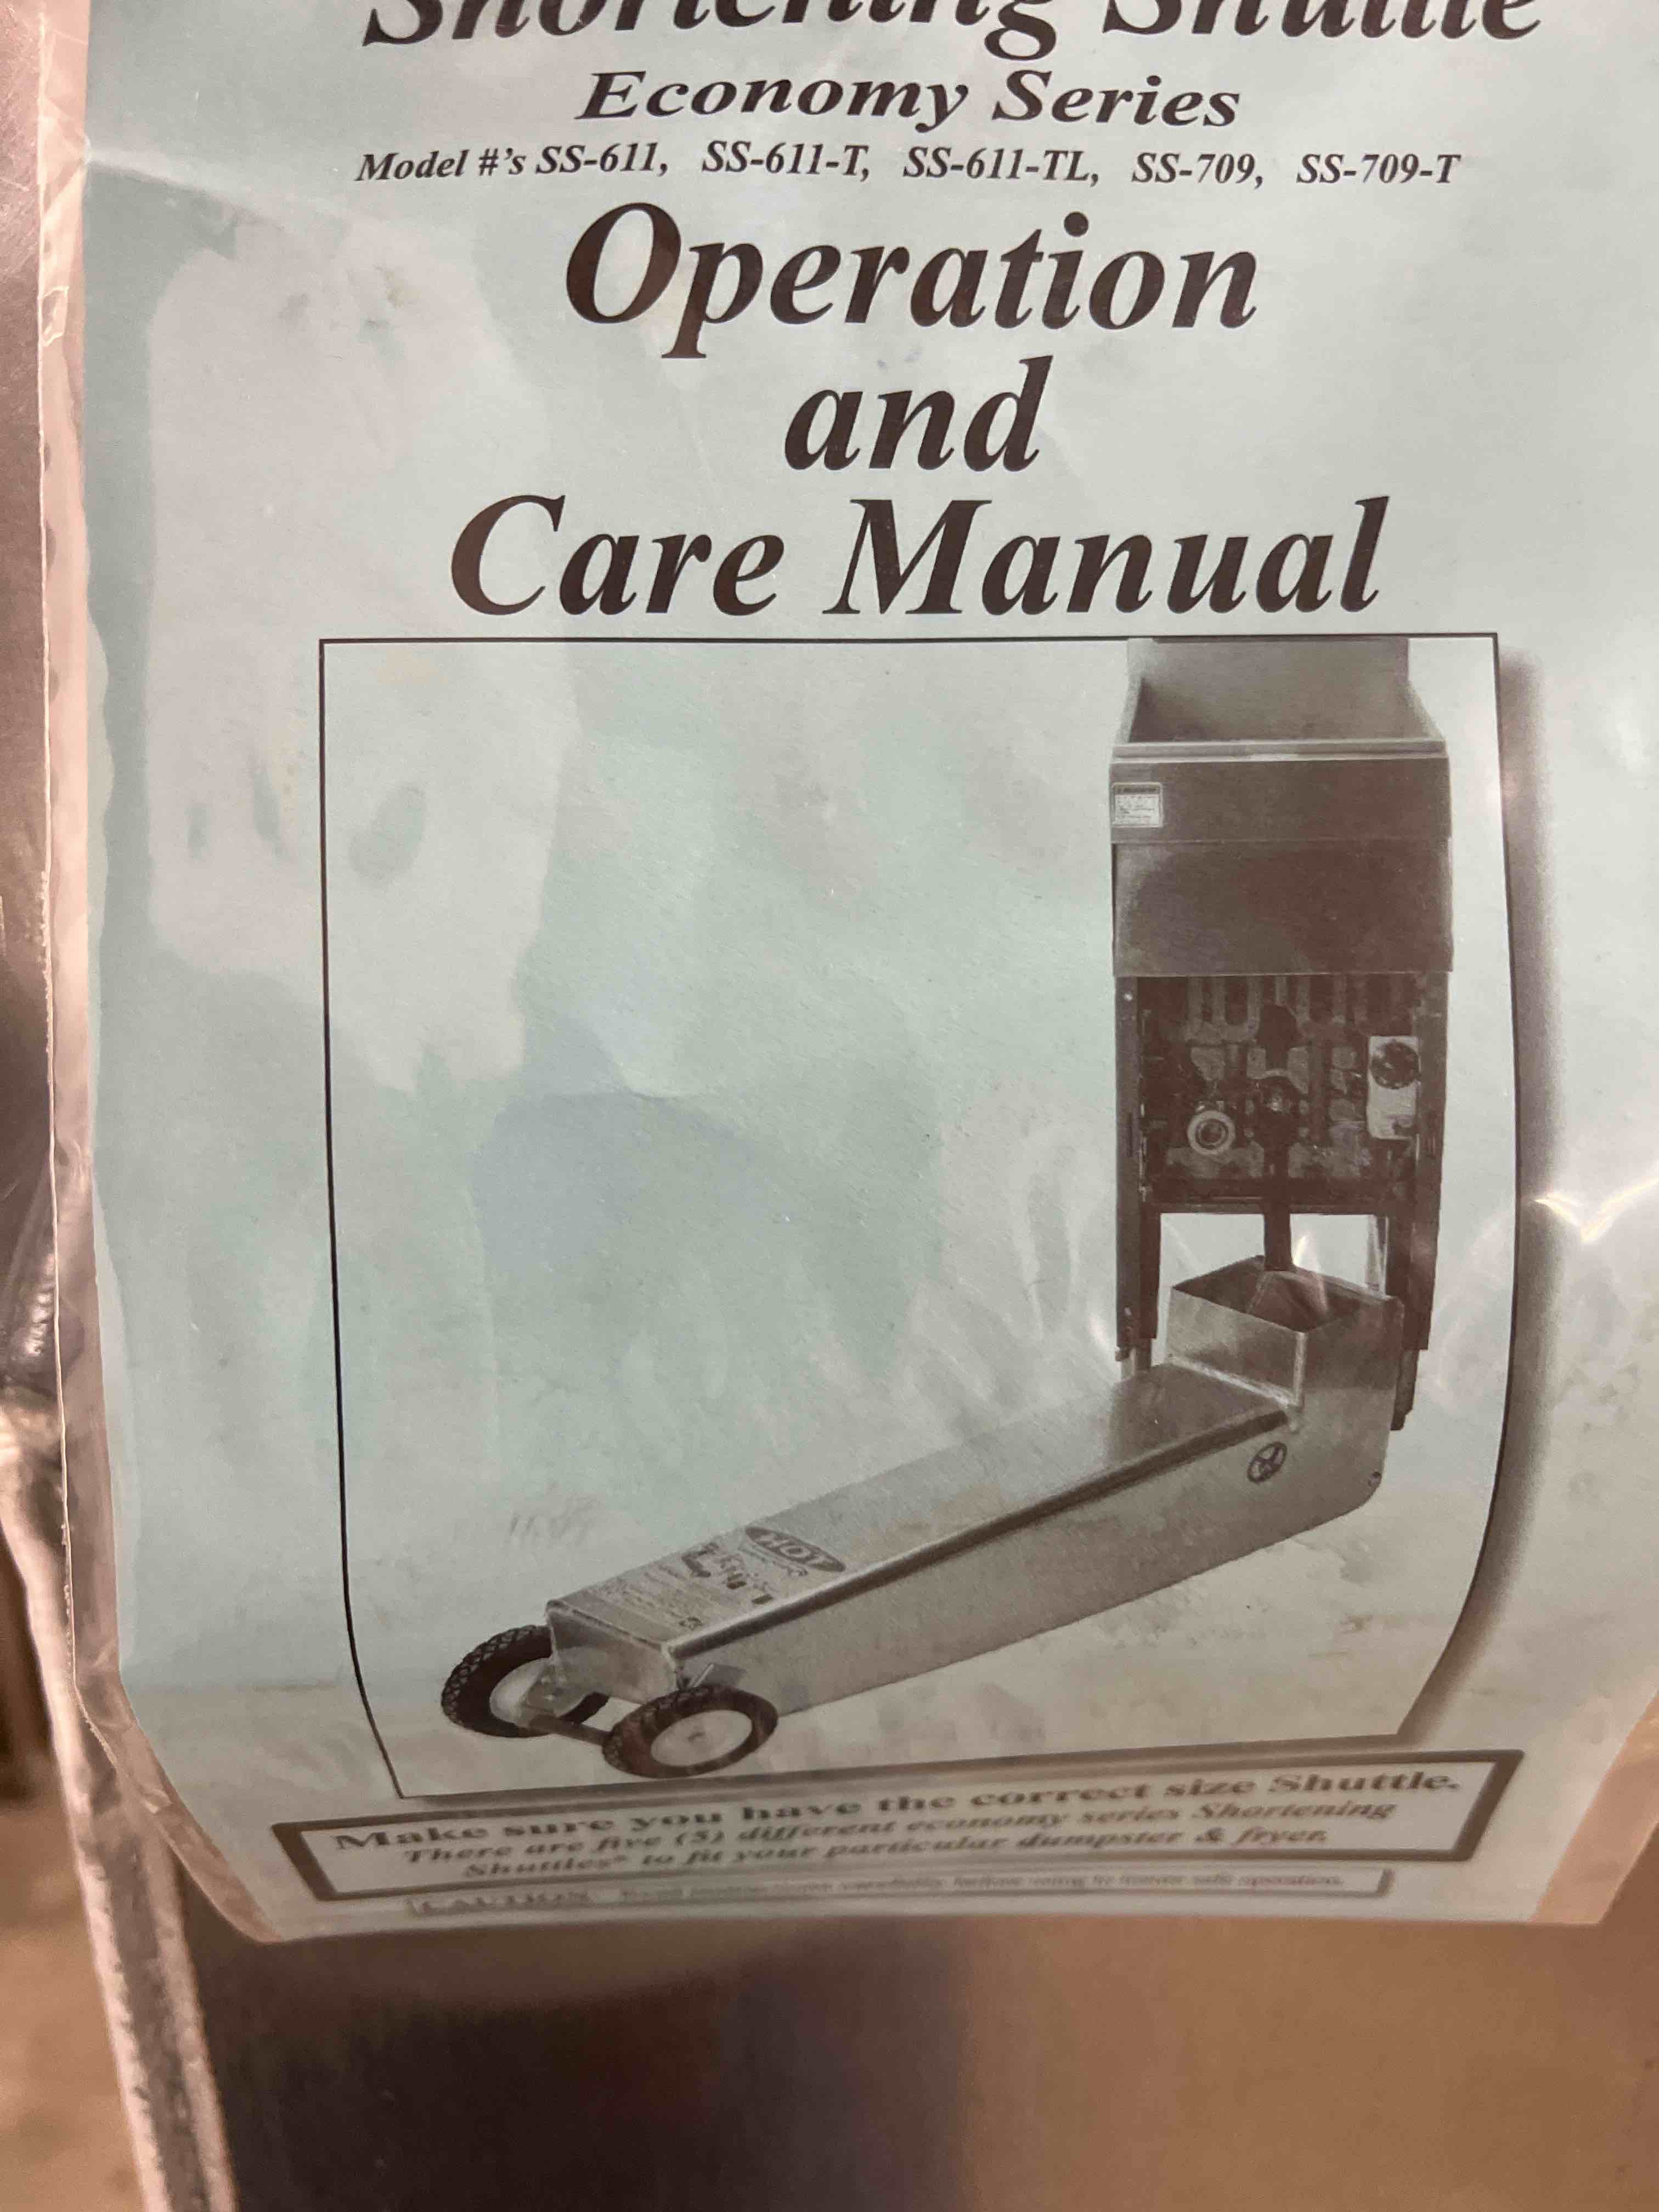 Shortening Shuttle
Economy Series
Model #'s SS-611, SS-611-T, SS-611-TL, SS-709, SS-709-T
Operation
and
Care Manual
HOT
Make sure you have the correct size Shuttle.
There are five (5) different economy series Shortening
Shuttles® to fit your particular dumpster & fryer.
CAUTION